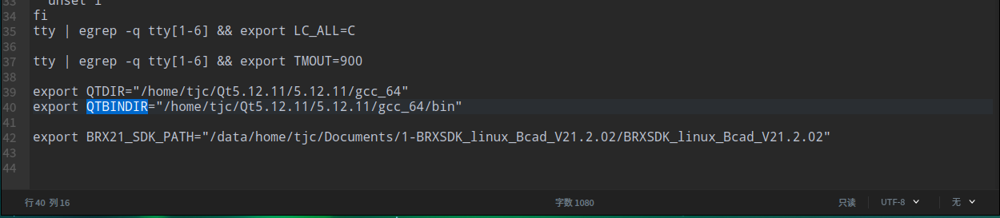 33 unset i
34 fi
35 tty | egrep -q tty[1-6] && export LC_ALL=C
36
37 tty | egrep -q tty[1-6] && export TMOUT=900
38
39 export QTDIR="/home/tjc/Qt5.12.11/5.12.11/gcc_64"
40 export QTBINDIR="/home/tjc/Qt5.12.11/5.12.11/gcc_64/bin"
41
42 export BRX21_SDK_PATH="/data/home/tjc/Documents/1-BRXSDK_linux_Bcad_V21.2.02/BRXSDK_linux_Bcad_V21.2.02"
43
44
行 40 列 16 字数 1080 只读 UTF-8 无